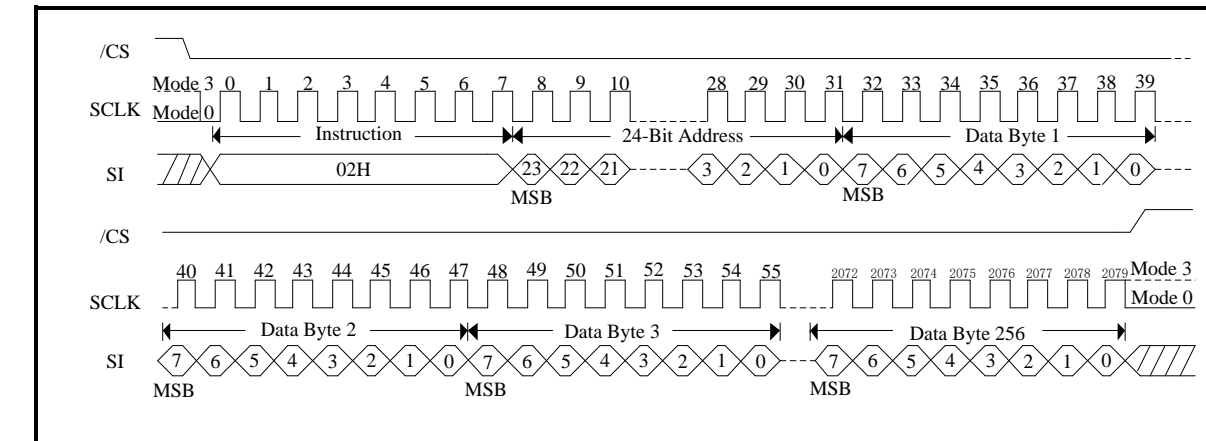 /CS
Mode 3 0 1 2 3 4 5 6 7 8 9 10 28 29 30 31 32 33 34 35 36 37 38 39
SCLK Mode 0
Instruction 24-Bit Address Data Byte 1
SI 02H 23 22 21 3 2 1 0 7 6 5 4 3 2 1 0
MSB MSB
/CS
40 41 42 43 44 45 46 47 48 49 50 51 52 53 54 55 2072 2073 2074 2075 2076 2077 2078 2079 Mode 3
SCLK Mode 0
Data Byte 2 Data Byte 3 Data Byte 256
SI 7 6 5 4 3 2 1 0 7 6 5 4 3 2 1 0 7 6 5 4 3 2 1 0
MSB MSB MSB